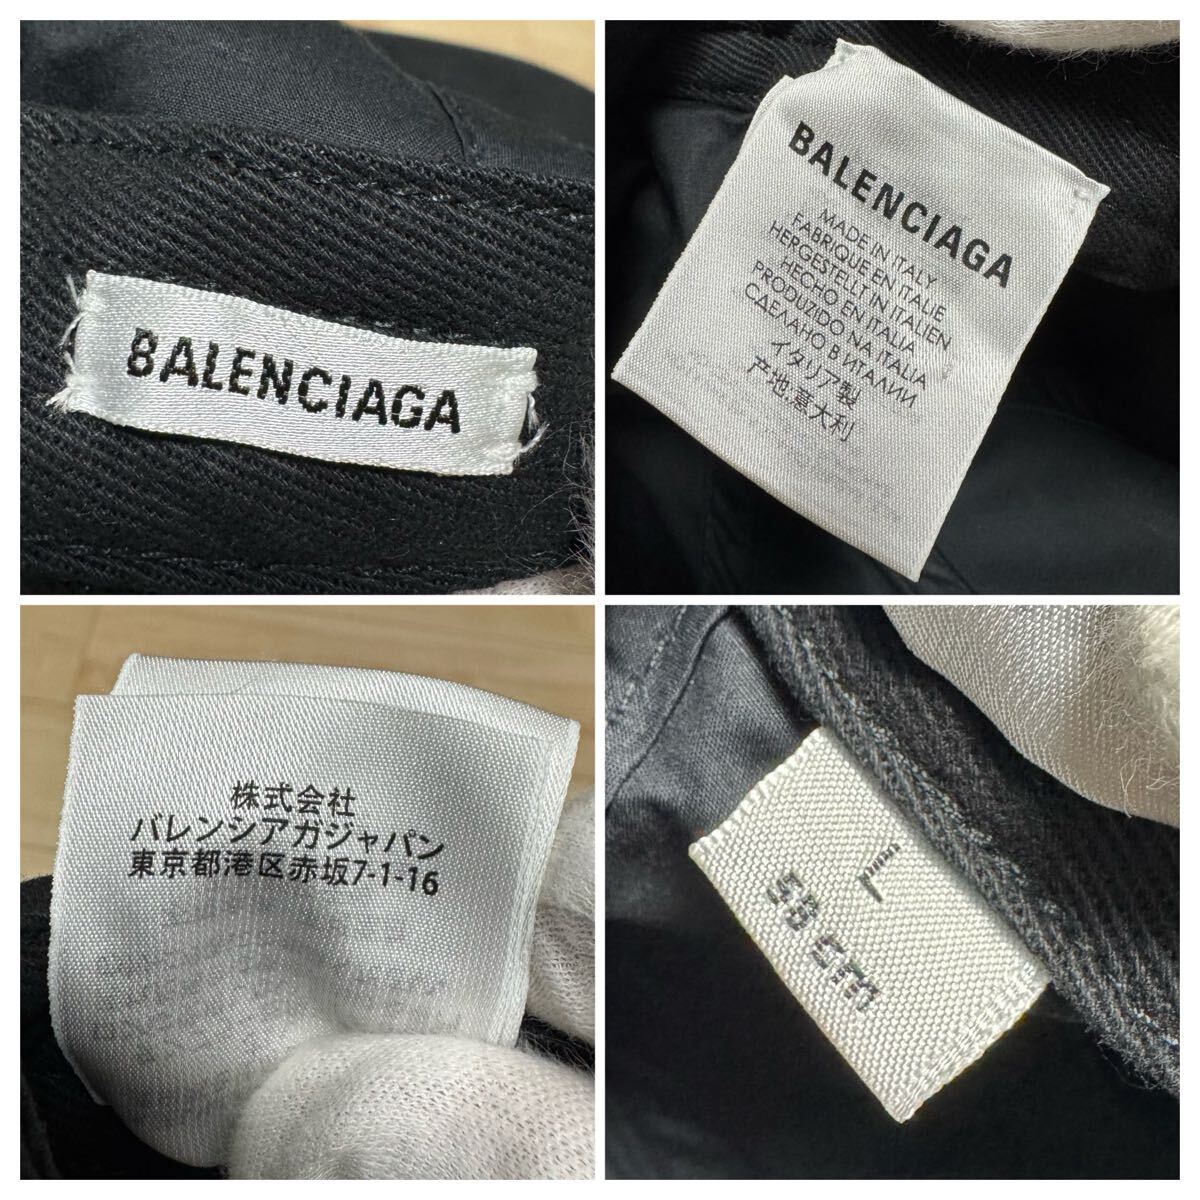 BALENCIAGA
BALENCIAGA
MADE IN ITALY
FABRIQUE EN ITALIE
HERGESTELLT IN ITALIEN
HECHO EN ITALIA
PRODUZIDO NA ITALIA
СДЕЛАНО В ИТАЛИИ
イタリア製
产地:意大利
株式会社
バレンシアガジャパン
東京都港区赤坂7-1-16
L
58 cm